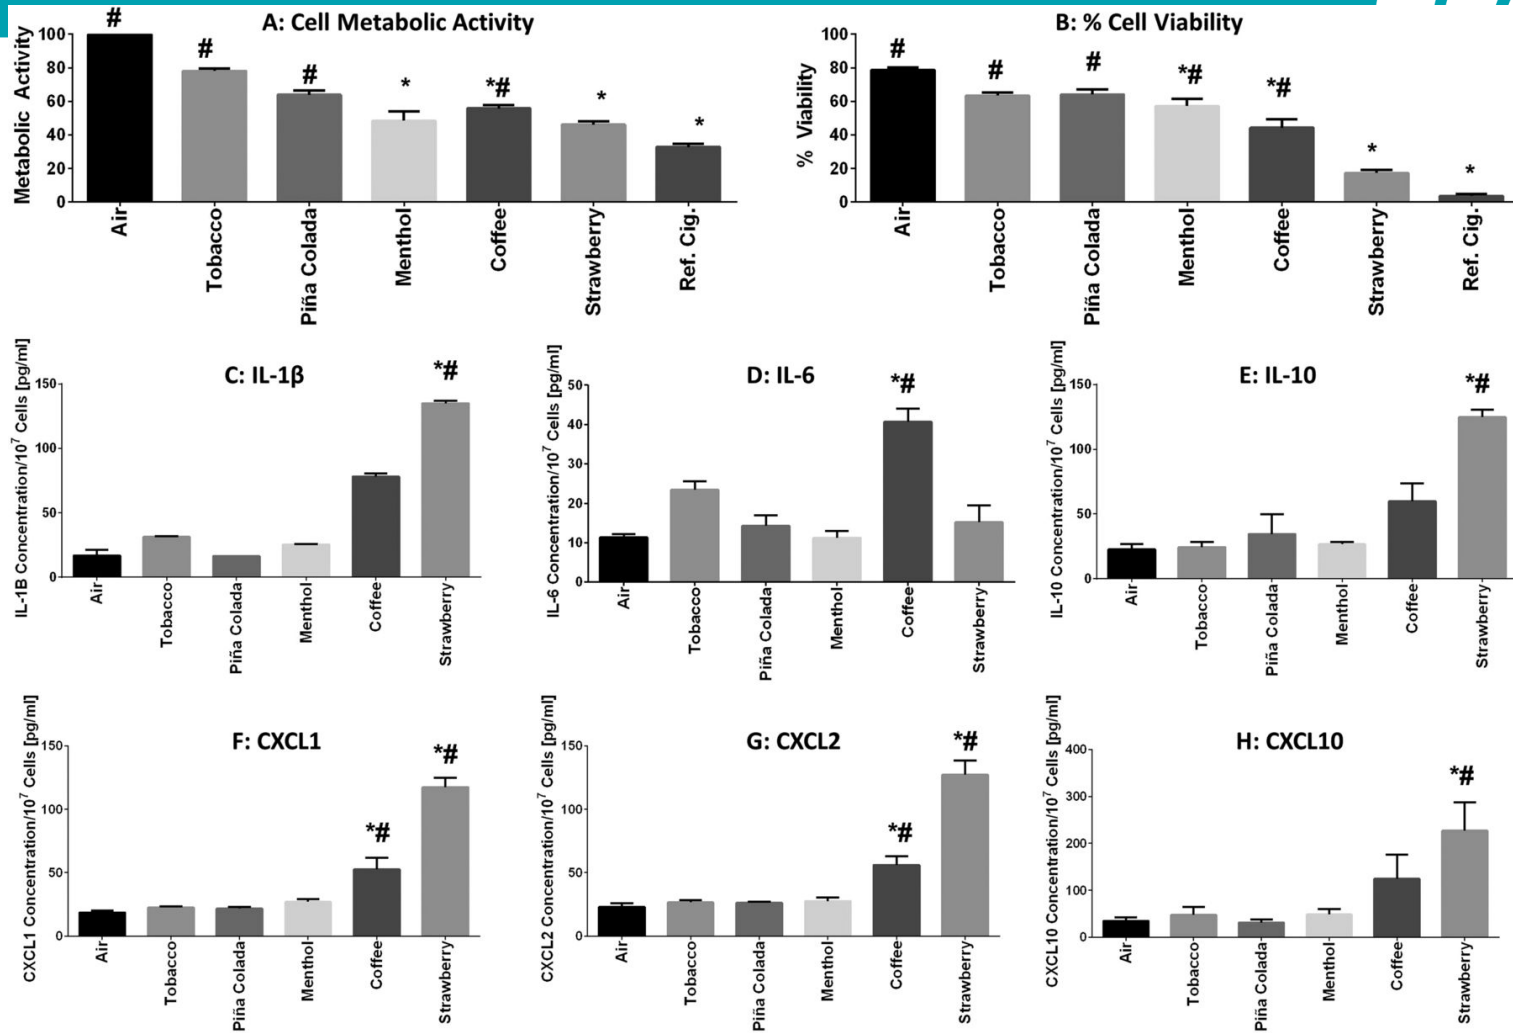 A: Cell Metabolic Activity
Metabolic Activity
100
80
60
40
20
0
#
#
#
*
*#
*
*
Air
Tobacco
Piña Colada
Menthol
Coffee
Strawberry
Ref. Cig.
B: % Cell Viability
% Viability
100
80
60
40
20
0
#
#
#
*#
*#
*
*
Air
Tobacco
Piña Colada
Menthol
Coffee
Strawberry
Ref. Cig.
C: IL-1β
IL-1B Concentration/10⁷ Cells [pg/ml]
150
100
50
0
*#
Air
Tobacco
Piña Colada
Menthol
Coffee
Strawberry
D: IL-6
IL-6 Concentration/10⁷ Cells [pg/ml]
50
40
30
20
10
0
*#
Air
Tobacco
Piña Colada
Menthol
Coffee
Strawberry
E: IL-10
IL-10 Concentration/10⁷ Cells [pg/ml]
150
100
50
0
*#
Air
Tobacco
Piña Colada
Menthol
Coffee
Strawberry
F: CXCL1
CXCL1 Concentration/10⁷ Cells [pg/ml]
150
100
50
0
*#
*#
Air
Tobacco
Piña Colada
Menthol
Coffee
Strawberry
G: CXCL2
CXCL2 Concentration/10⁷ Cells [pg/ml]
150
100
50
0
*#
*#
Air
Tobacco
Piña Colada
Menthol
Coffee
Strawberry
H: CXCL10
CXCL10 Concentration/10⁷ Cells [pg/ml]
400
300
200
100
0
*#
Air
Tobacco
Piña Colada
Menthol
Coffee
Strawberry